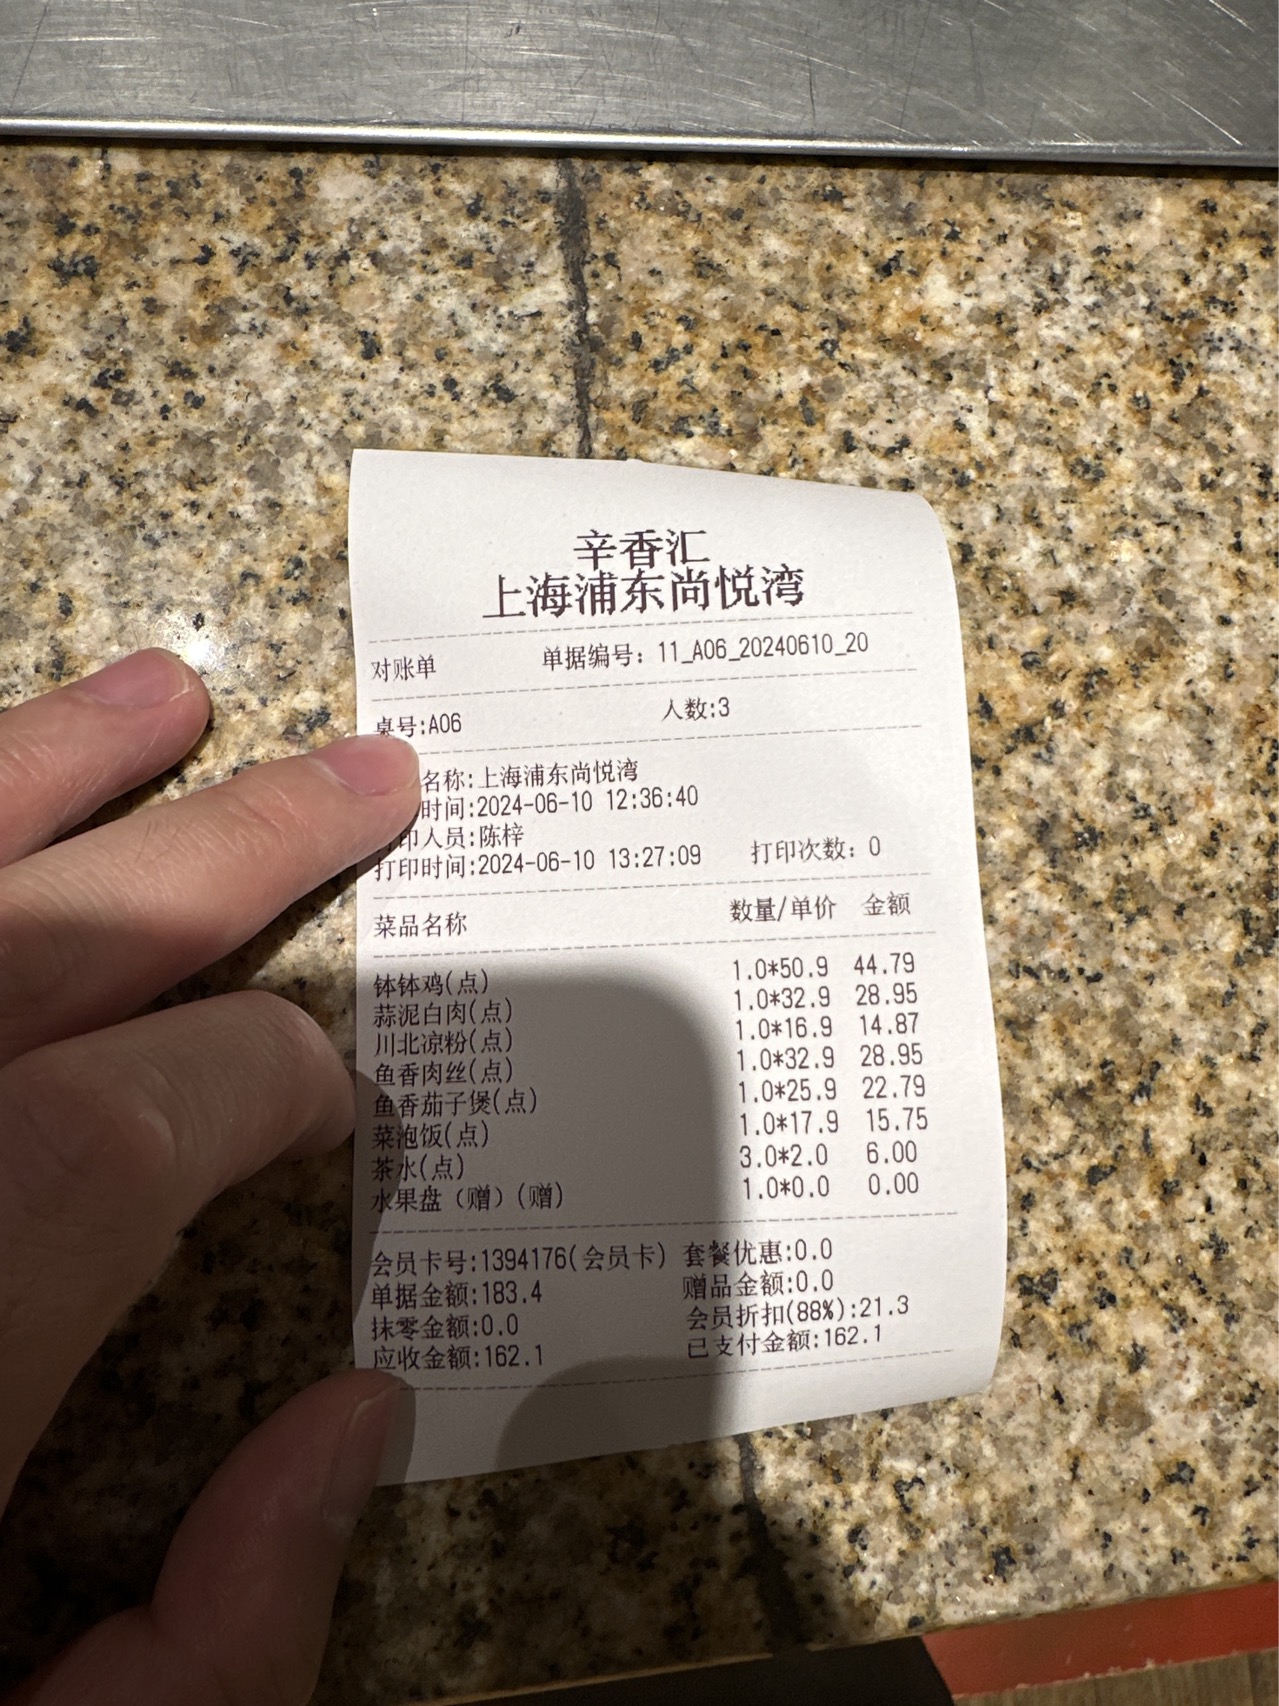 辛香汇
上海浦东尚悦湾
对账单 单据编号: 11_A06_20240610_20
桌号:A06 人数:3
名称:上海浦东尚悦湾
时间:2024-06-10 12:36:40
印人员:陈梓
打印时间:2024-06-10 13:27:09 打印次数: 0
菜品名称 数量/单价 金额
钵钵鸡(点) 1.0*50.9 44.79
蒜泥白肉(点) 1.0*32.9 28.95
川北凉粉(点) 1.0*16.9 14.87
鱼香肉丝(点) 1.0*32.9 28.95
鱼香茄子煲(点) 1.0*25.9 22.79
菜泡饭(点) 1.0*17.9 15.75
茶水(点) 3.0*2.0 6.00
水果盘（赠）(赠) 1.0*0.0 0.00
会员卡号:1394176(会员卡) 套餐优惠:0.0
单据金额:183.4 赠品金额:0.0
抹零金额:0.0 会员折扣(88%):21.3
应收金额:162.1 已支付金额:162.1